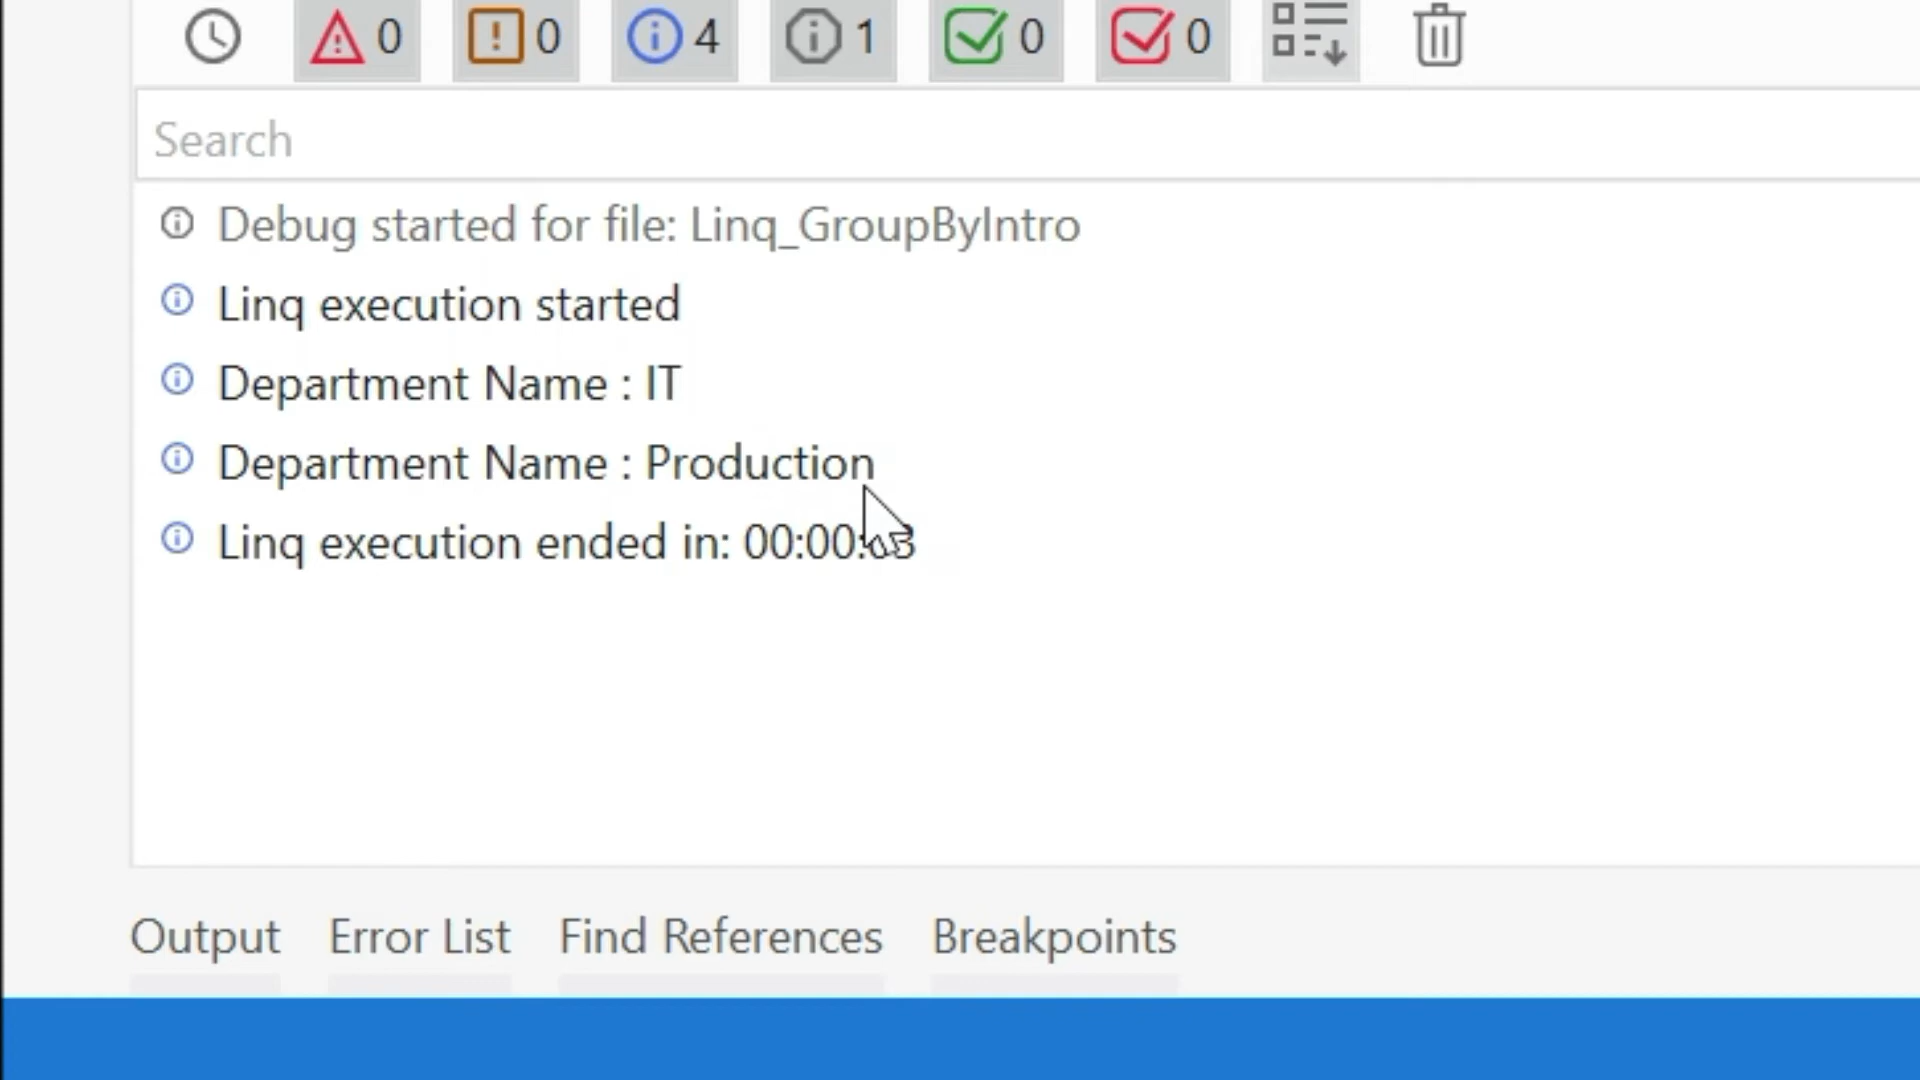 0 0 4 1 0 0
Search
Debug started for file: Linq_GroupByIntro
Linq execution started
Department Name : IT
Department Name : Production
Linq execution ended in: 00:00:03
Output Error List Find References Breakpoints